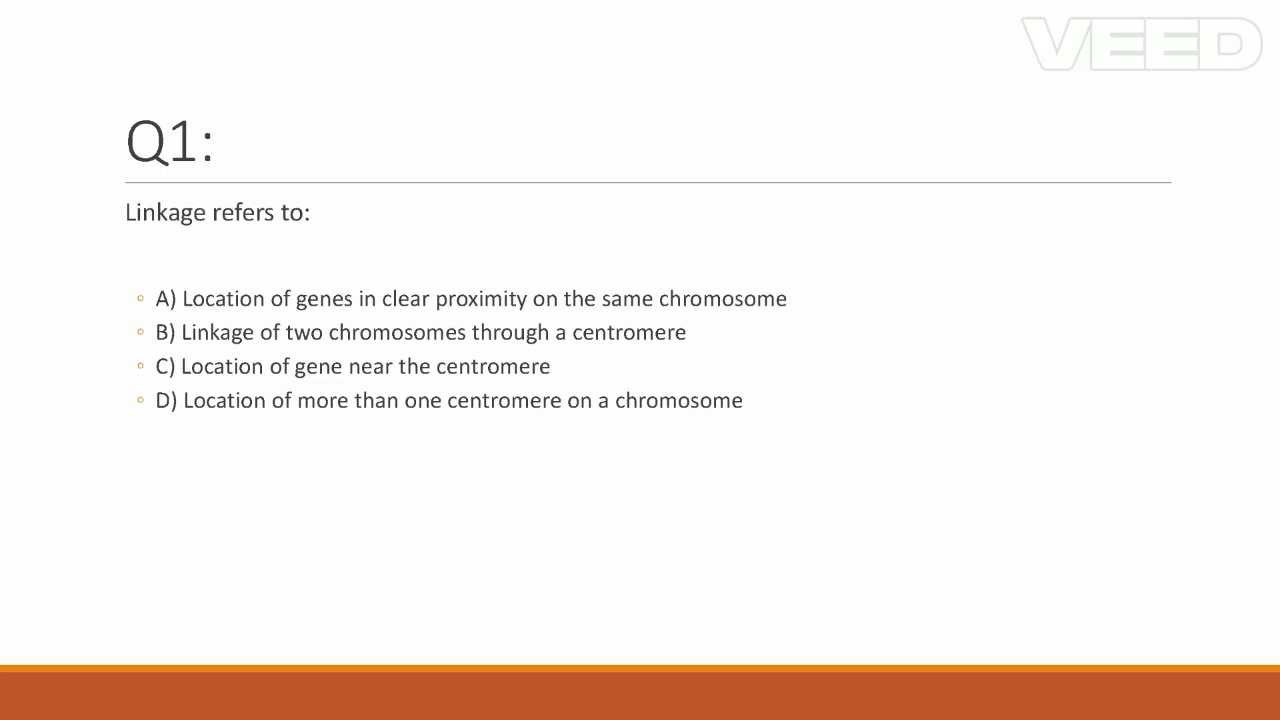 VEED
Q1:
Linkage refers to:
A) Location of genes in clear proximity on the same chromosome
B) Linkage of two chromosomes through a centromere
C) Location of gene near the centromere
D) Location of more than one centromere on a chromosome